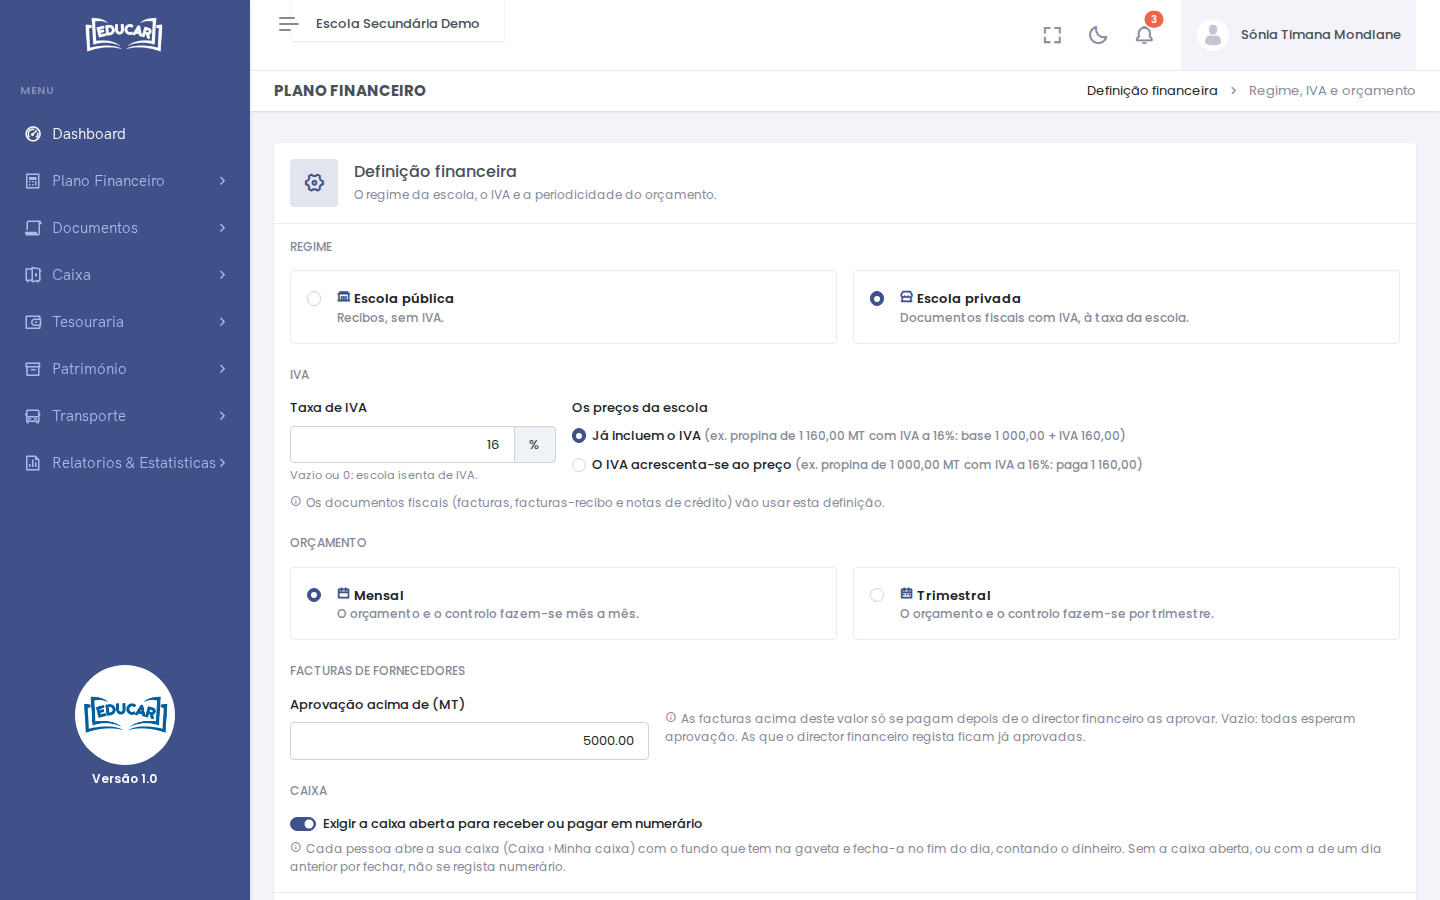 EDUCAR
MENU
Dashboard
Plano Financeiro
Documentos
Caixa
Tesouraria
Património
Transporte
Relatorios & Estatisticas
EDUCAR
Versão 1.0
Escola Secundária Demo
3
Sónia Timana Mondlane
PLANO FINANCEIRO
Definição financeira > Regime, IVA e orçamento
Definição financeira
O regime da escola, o IVA e a periodicidade do orçamento.
REGIME
Escola pública
Recibos, sem IVA.
Escola privada
Documentos fiscais com IVA, à taxa da escola.
IVA
Taxa de IVA
16 %
Vazio ou 0: escola isenta de IVA.
Os preços da escola
Já incluem o IVA (ex. propina de 1 160,00 MT com IVA a 16%: base 1 000,00 + IVA 160,00)
O IVA acrescenta-se ao preço (ex. propina de 1 000,00 MT com IVA a 16%: paga 1 160,00)
Os documentos fiscais (facturas, facturas-recibo e notas de crédito) vão usar esta definição.
ORÇAMENTO
Mensal
O orçamento e o controlo fazem-se mês a mês.
Trimestral
O orçamento e o controlo fazem-se por trimestre.
FACTURAS DE FORNECEDORES
Aprovação acima de (MT)
5000.00
As facturas acima deste valor só se pagam depois de o director financeiro as aprovar. Vazio: todas esperam
aprovação. As que o director financeiro regista ficam já aprovadas.
CAIXA
Exigir a caixa aberta para receber ou pagar em numerário
Cada pessoa abre a sua caixa (Caixa › Minha caixa) com o fundo que tem na gaveta e fecha-a no fim do dia, contando o dinheiro. Sem a caixa aberta, ou com a de um dia
anterior por fechar, não se regista numerário.